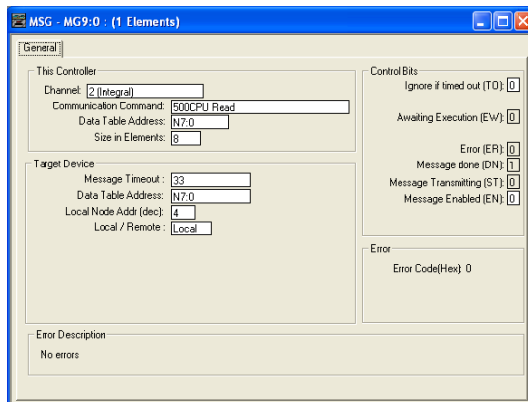 MSG - MG9:0 : (1 Elements)
General
This Controller
Channel: 2 (Integral)
Communication Command: 500CPU Read
Data Table Address: N7:0
Size in Elements: 8
Target Device
Message Timeout : 33
Data Table Address: N7:0
Local Node Addr (dec): 4
Local / Remote : Local
Control Bits
Ignore if timed out (TO): 0
Awaiting Execution (EW): 0
Error (ER): 0
Message done (DN): 1
Message Transmitting (ST): 0
Message Enabled (EN): 0
Error
Error Code(Hex): 0
Error Description
No errors